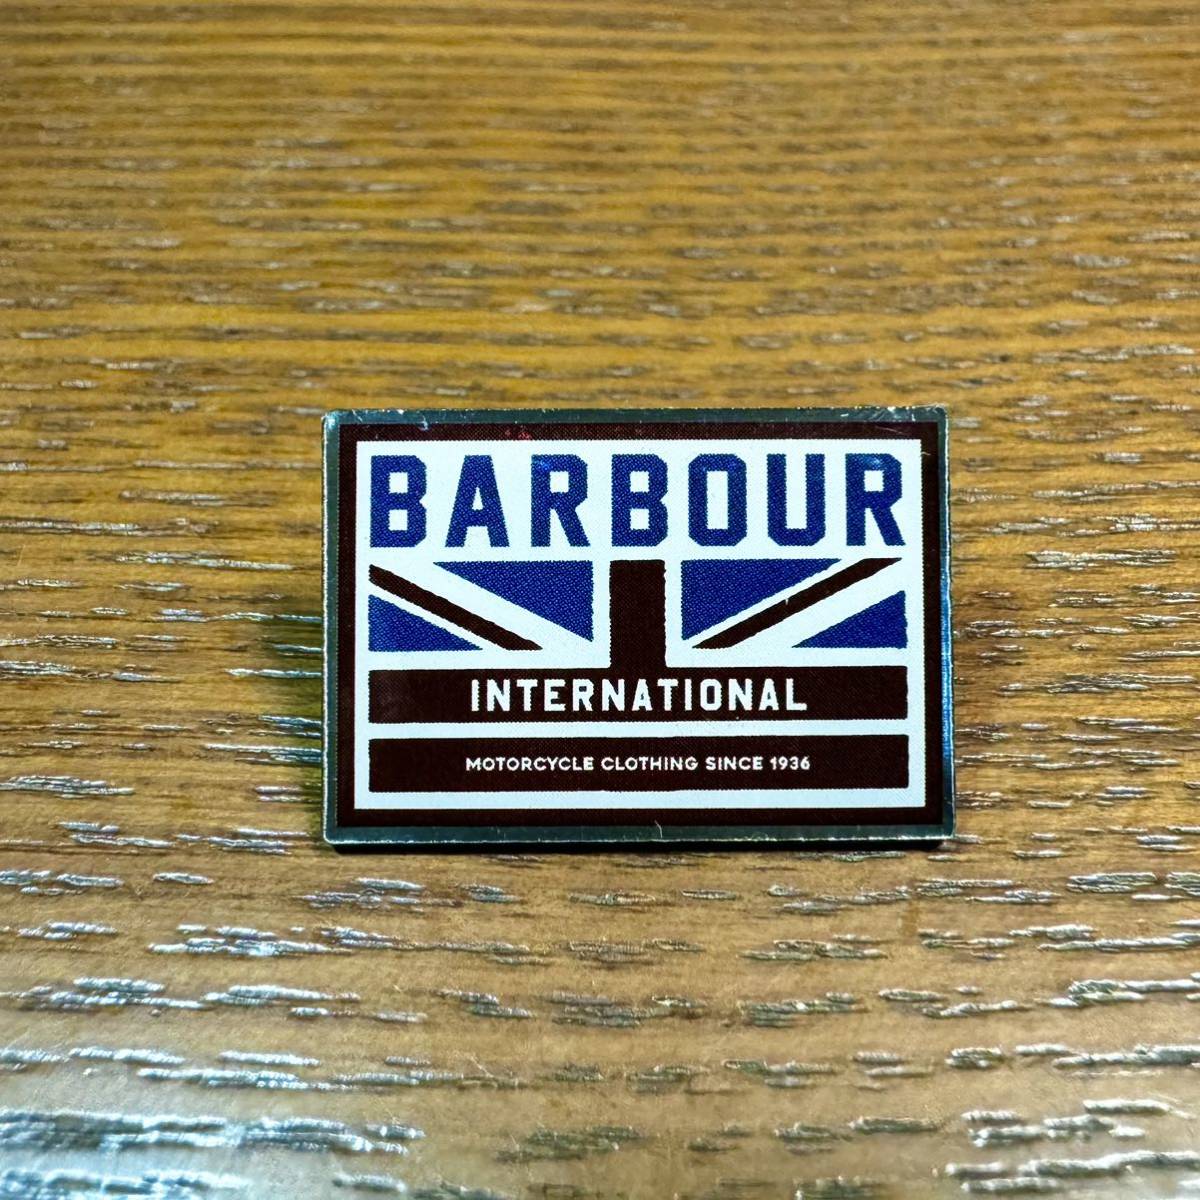 BARBOUR
INTERNATIONAL
MOTORCYCLE CLOTHING SINCE 1936